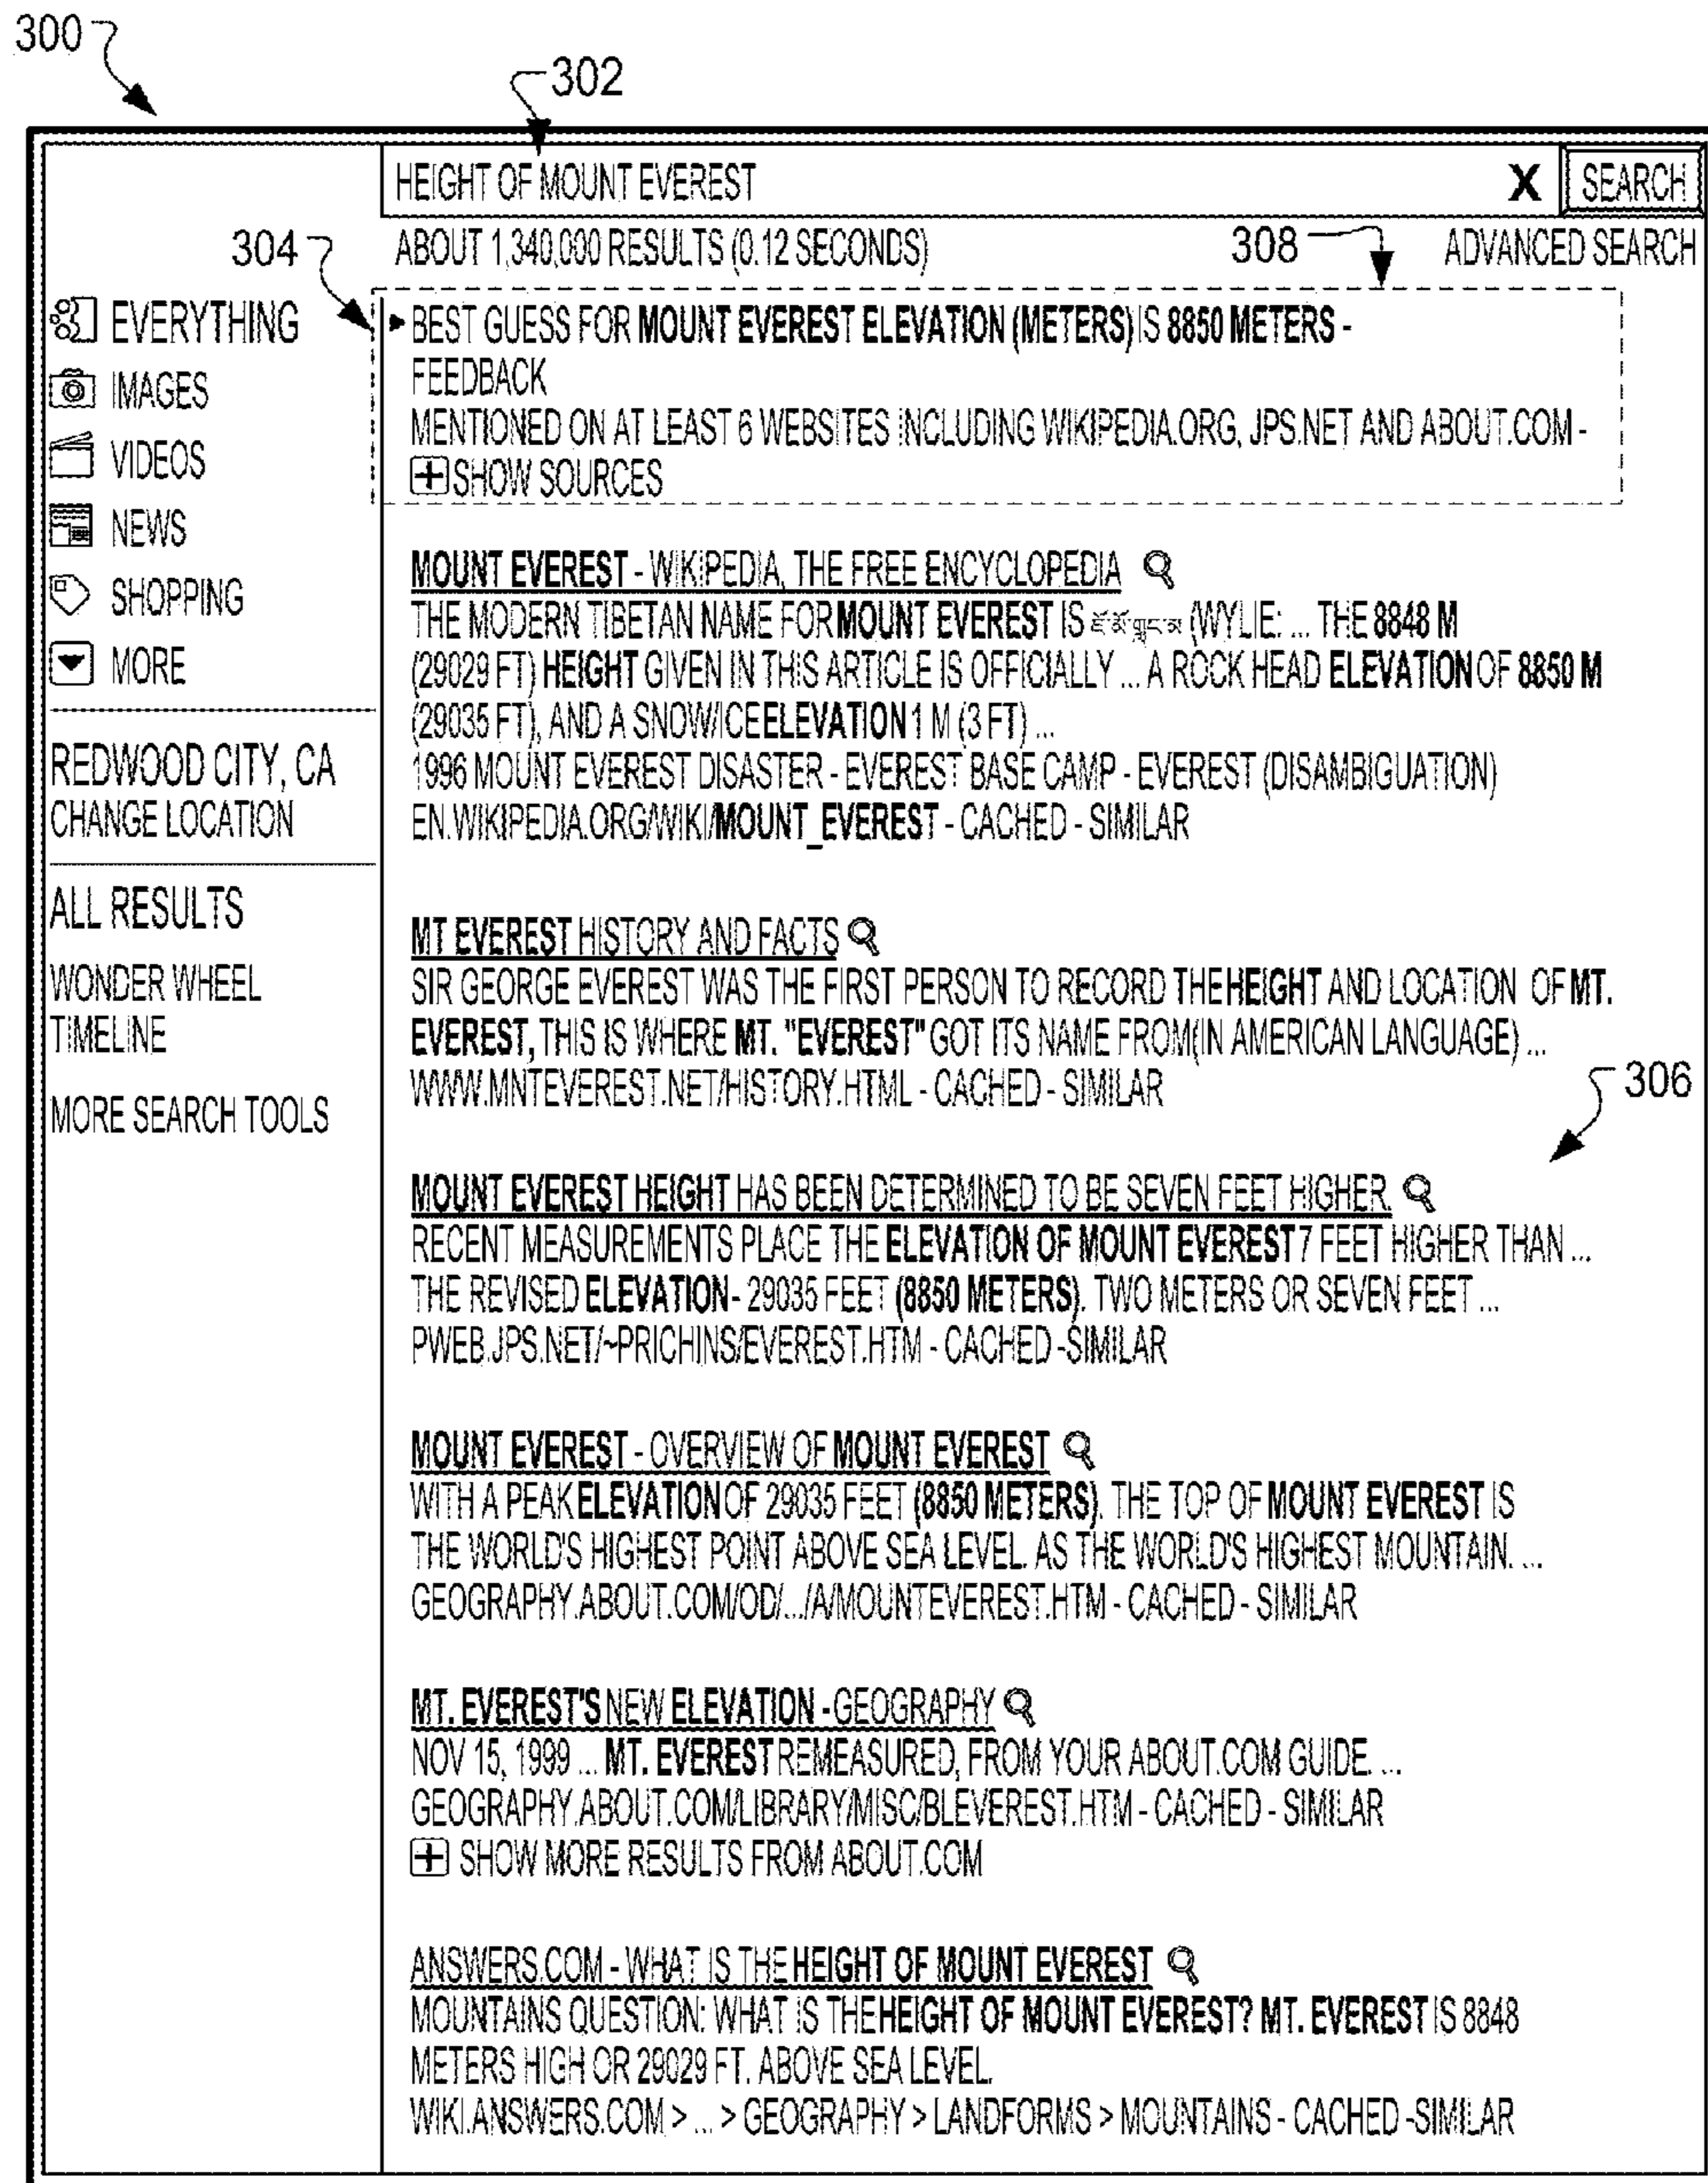 300
302
HEIGHT OF MOUNT EVEREST X SEARCH
304
ABOUT 1,340,000 RESULTS (0.12 SECONDS) 308 ADVANCED SEARCH
EVERYTHING
IMAGES
VIDEOS
NEWS
SHOPPING
MORE
REDWOOD CITY, CA
CHANGE LOCATION
ALL RESULTS
WONDER WHEEL
TIMELINE
MORE SEARCH TOOLS
BEST GUESS FOR MOUNT EVEREST ELEVATION (METERS) IS 8850 METERS -
FEEDBACK
MENTIONED ON AT LEAST 6 WEBSITES INCLUDING WIKIPEDIA.ORG, JPS.NET AND ABOUT.COM -
SHOW SOURCES
MOUNT EVEREST - WIKIPEDIA, THE FREE ENCYCLOPEDIA
THE MODERN TIBETAN NAME FOR MOUNT EVEREST IS (WYLIE: ... THE 8848 M
(29029 FT) HEIGHT GIVEN IN THIS ARTICLE IS OFFICIALLY ... A ROCK HEAD ELEVATION OF 8850 M
(29035 FT), AND A SNOW/ICE ELEVATION 1 M (3 FT) ...
1996 MOUNT EVEREST DISASTER - EVEREST BASE CAMP - EVEREST (DISAMBIGUATION)
EN.WIKIPEDIA.ORG/WIKI/MOUNT_EVEREST - CACHED - SIMILAR
MT EVEREST HISTORY AND FACTS
SIR GEORGE EVEREST WAS THE FIRST PERSON TO RECORD THE HEIGHT AND LOCATION OF MT.
EVEREST, THIS IS WHERE MT. "EVEREST" GOT ITS NAME FROM(IN AMERICAN LANGUAGE) ...
WWW.MNTEVEREST.NET/HISTORY.HTML - CACHED - SIMILAR
306
MOUNT EVEREST HEIGHT HAS BEEN DETERMINED TO BE SEVEN FEET HIGHER.
RECENT MEASUREMENTS PLACE THE ELEVATION OF MOUNT EVEREST 7 FEET HIGHER THAN ...
THE REVISED ELEVATION - 29035 FEET (8850 METERS). TWO METERS OR SEVEN FEET ...
PWEB.JPS.NET/~PRICHINS/EVEREST.HTM - CACHED -SIMILAR
MOUNT EVEREST - OVERVIEW OF MOUNT EVEREST
WITH A PEAK ELEVATION OF 29035 FEET (8850 METERS). THE TOP OF MOUNT EVEREST IS
THE WORLD'S HIGHEST POINT ABOVE SEA LEVEL. AS THE WORLD'S HIGHEST MOUNTAIN. ...
GEOGRAPHY.ABOUT.COM/OD/.../A/MOUNTEVEREST.HTM - CACHED - SIMILAR
MT. EVEREST'S NEW ELEVATION -GEOGRAPHY
NOV 15, 1999 ... MT. EVEREST REMEASURED, FROM YOUR ABOUT.COM GUIDE. ...
GEOGRAPHY.ABOUT.COM/LIBRARY/MISC/BLEVEREST.HTM - CACHED - SIMILAR
SHOW MORE RESULTS FROM ABOUT.COM
ANSWERS.COM - WHAT IS THE HEIGHT OF MOUNT EVEREST
MOUNTAINS QUESTION: WHAT IS THE HEIGHT OF MOUNT EVEREST? MT. EVEREST IS 8848
METERS HIGH OR 29029 FT. ABOVE SEA LEVEL.
WIKI.ANSWERS.COM > ... > GEOGRAPHY > LANDFORMS > MOUNTAINS - CACHED -SIMILAR